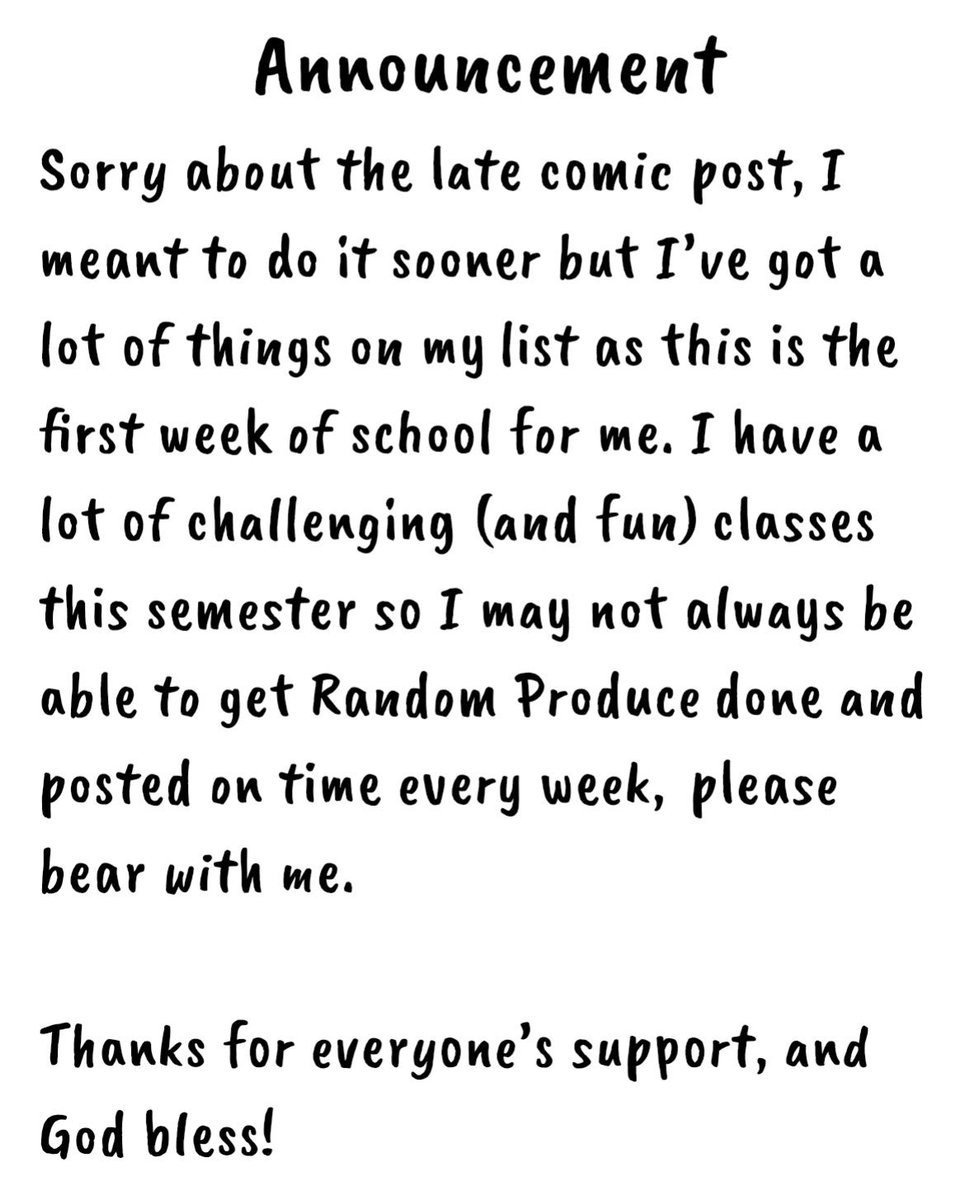 Announcement
Sorry about the late comic post, I
meant to do it sooner but I’ve got a
lot of things on my list as this is the
first week of school for me. I have a
lot of challenging (and fun) classes
this semester so I may not always be
able to get Random Produce done and
posted on time every week, please
bear with me.
Thanks for everyone’s support, and
God bless!